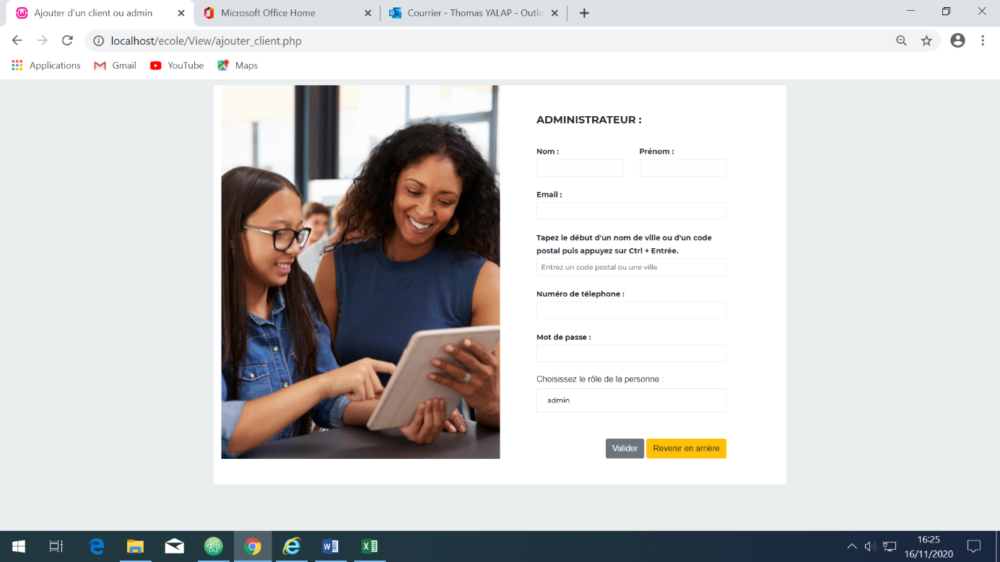 Ajouter d'un client ou admin
Microsoft Office Home
Courrier - Thomas YALAP - Outlo
localhost/ecole/View/ajouter_client.php
Applications
Gmail
YouTube
Maps
ADMINISTRATEUR :
Nom :
Prénom :
Email :
Tapez le début d'un nom de ville ou d'un code
postal puis appuyez sur Ctrl + Entrée.
Entrez un code postal ou une ville
Numéro de télephone :
Mot de passe :
Choisissez le rôle de la personne :
admin
Valider
Revenir en arrière
16:25
16/11/2020